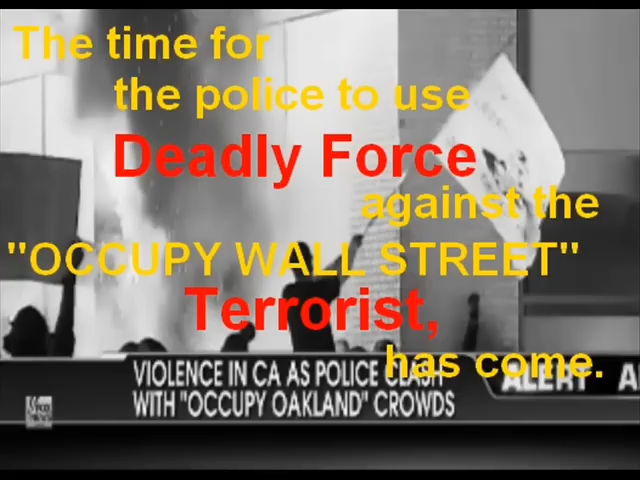 The time for
the police to use
Deadly Force
against the
"OCCUPY WALL STREET"
Terrorist,
has come.
VIOLENCE IN CA AS POLICE CLASH
WITH "OCCUPY OAKLAND" CROWDS
ALERT A
FOX